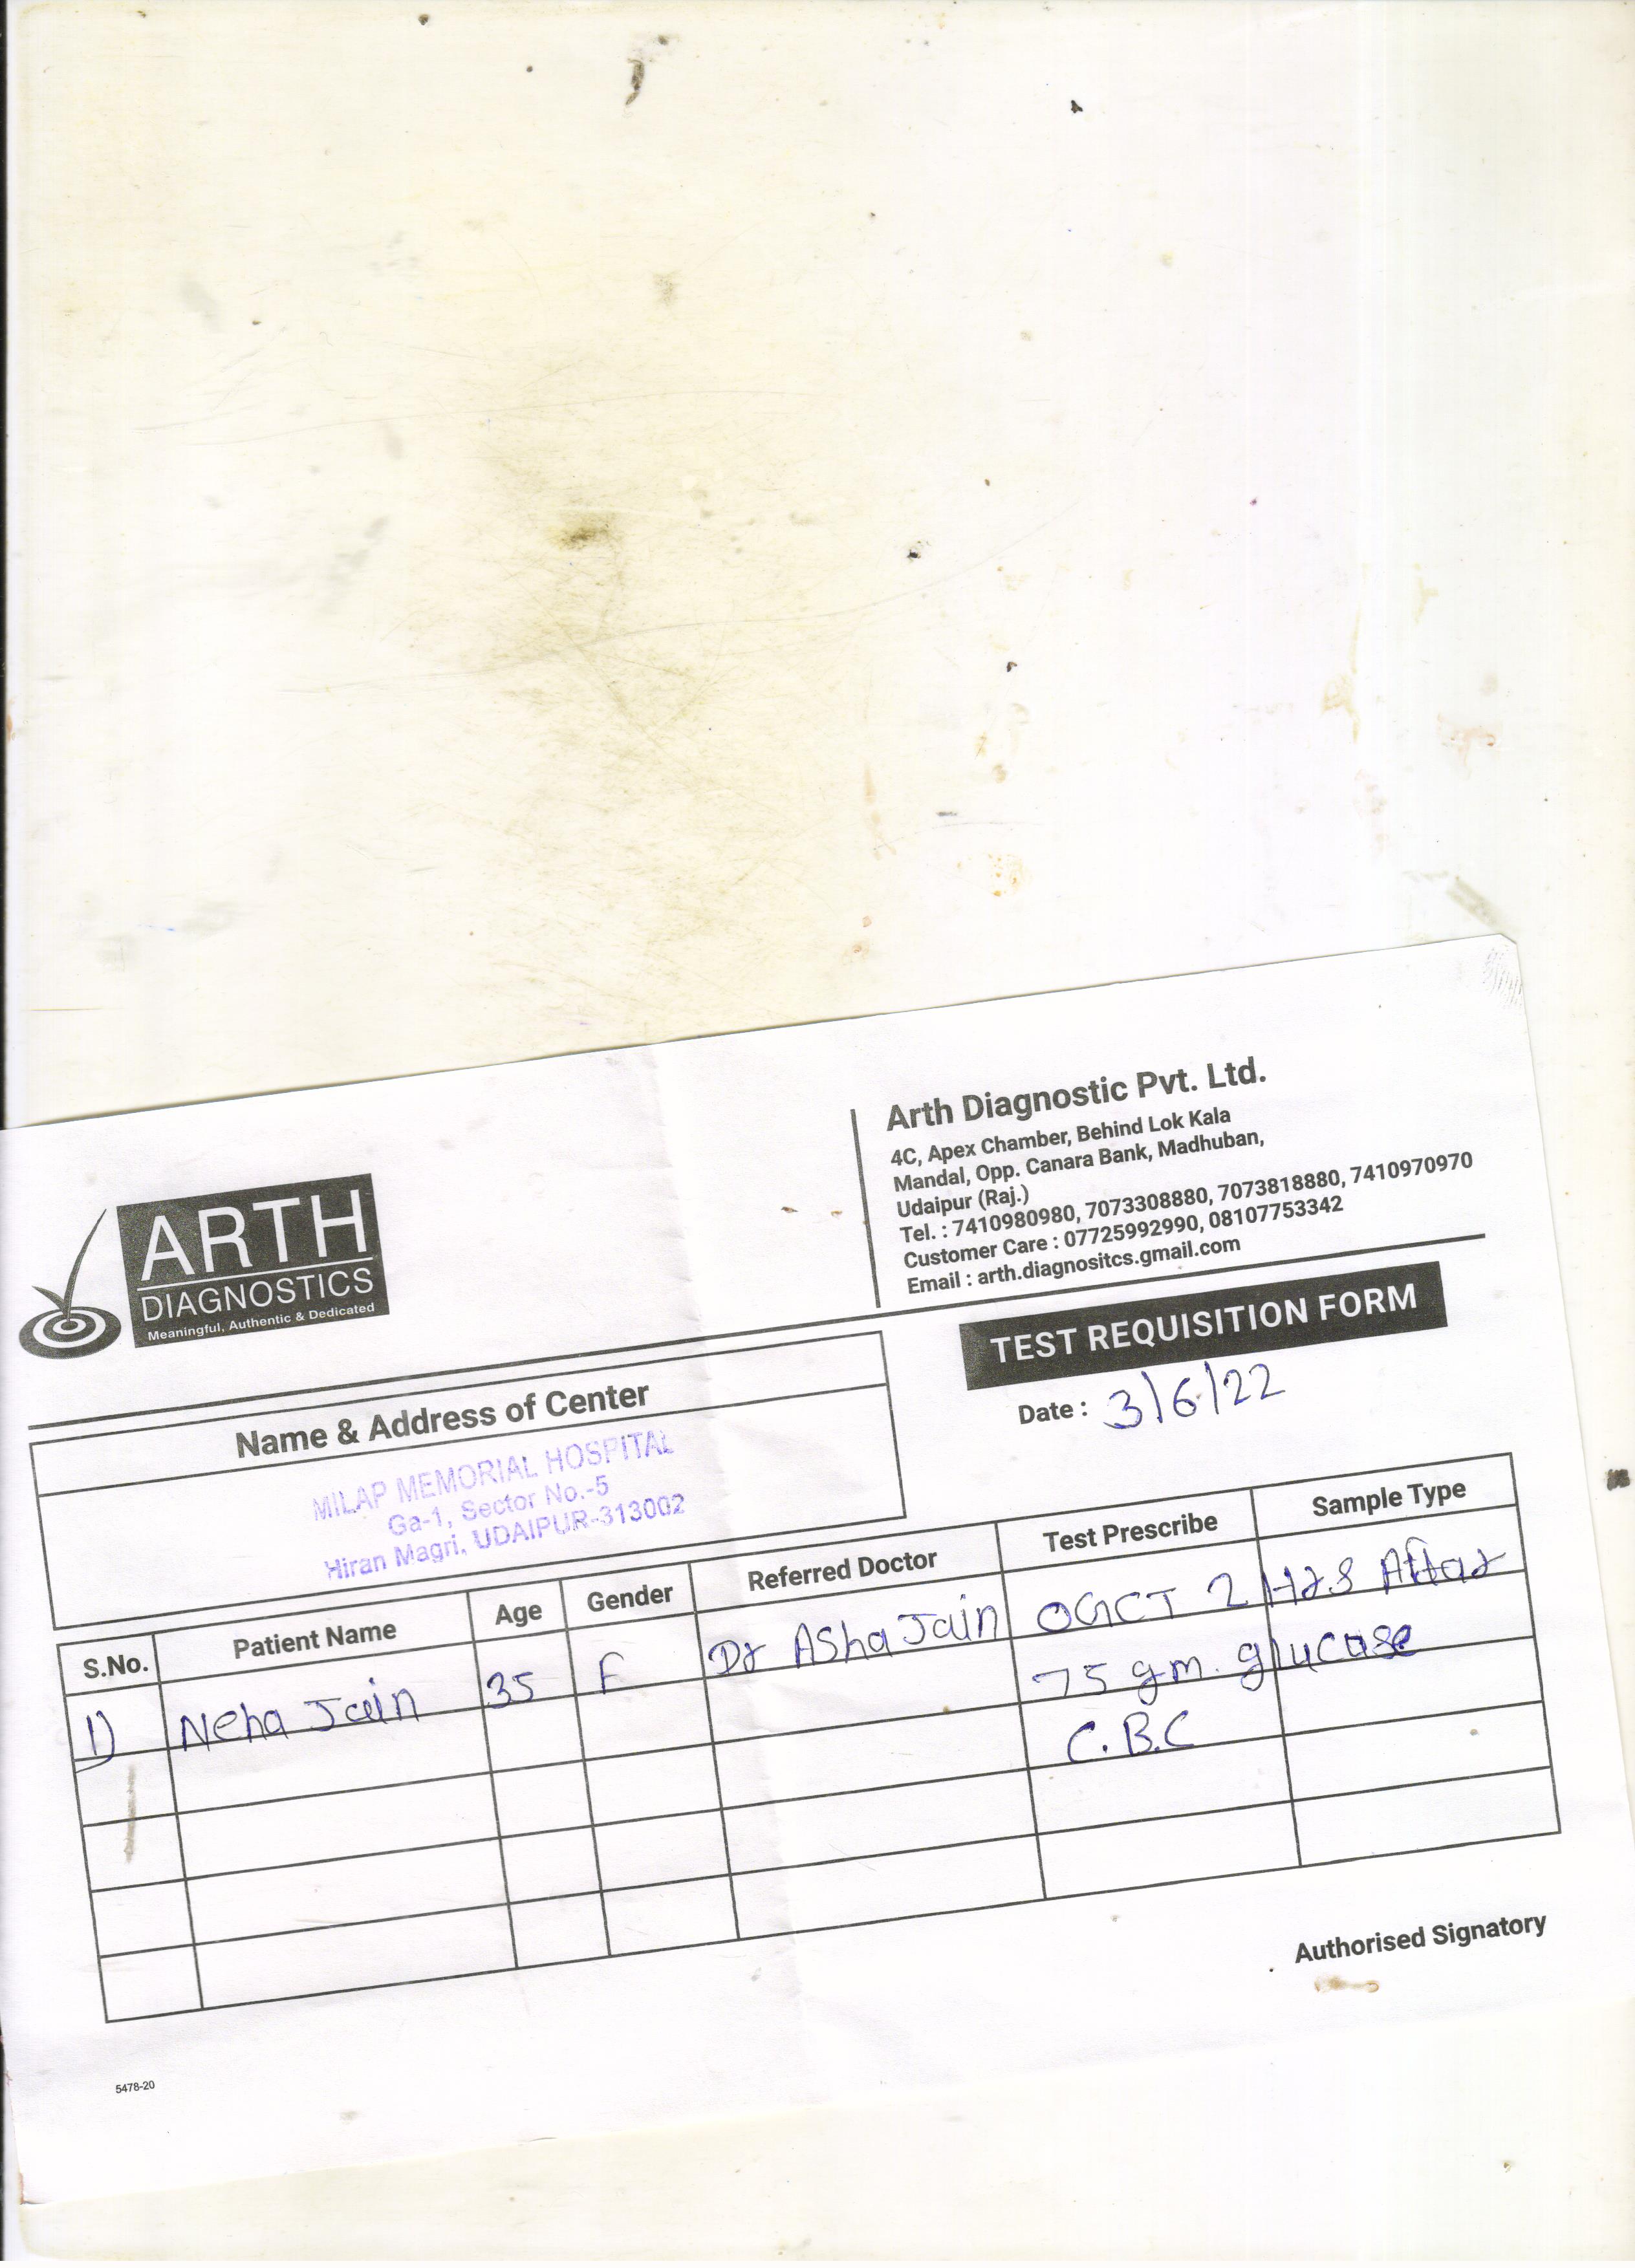 ARTH
DIAGNOSTICS
Meaningful, Authentic & Dedicated
Arth Diagnostic Pvt. Ltd.
4C, Apex Chamber, Behind Lok Kala
Mandal, Opp. Canara Bank, Madhuban,
Udaipur (Raj.)
Tel. : 7410980980, 7073308880, 7073818880, 7410970970
Customer Care : 07725992990, 08107753342
Email : arth.diagnositcs.gmail.com
TEST REQUISITION FORM
Date : 3/6/22
Name & Address of Center
MILAP MEMORIAL HOSPITAL
Ga-1, Sector No.-5
Hiran Magri, UDAIPUR-313002
S.No. Patient Name Age Gender Referred Doctor Test Prescribe Sample Type
1) Neha Jain 35 F Dr Asha Jain OGCT 2 Hrs After
75 gm. glucose
C.B.C
Authorised Signatory
5478-20